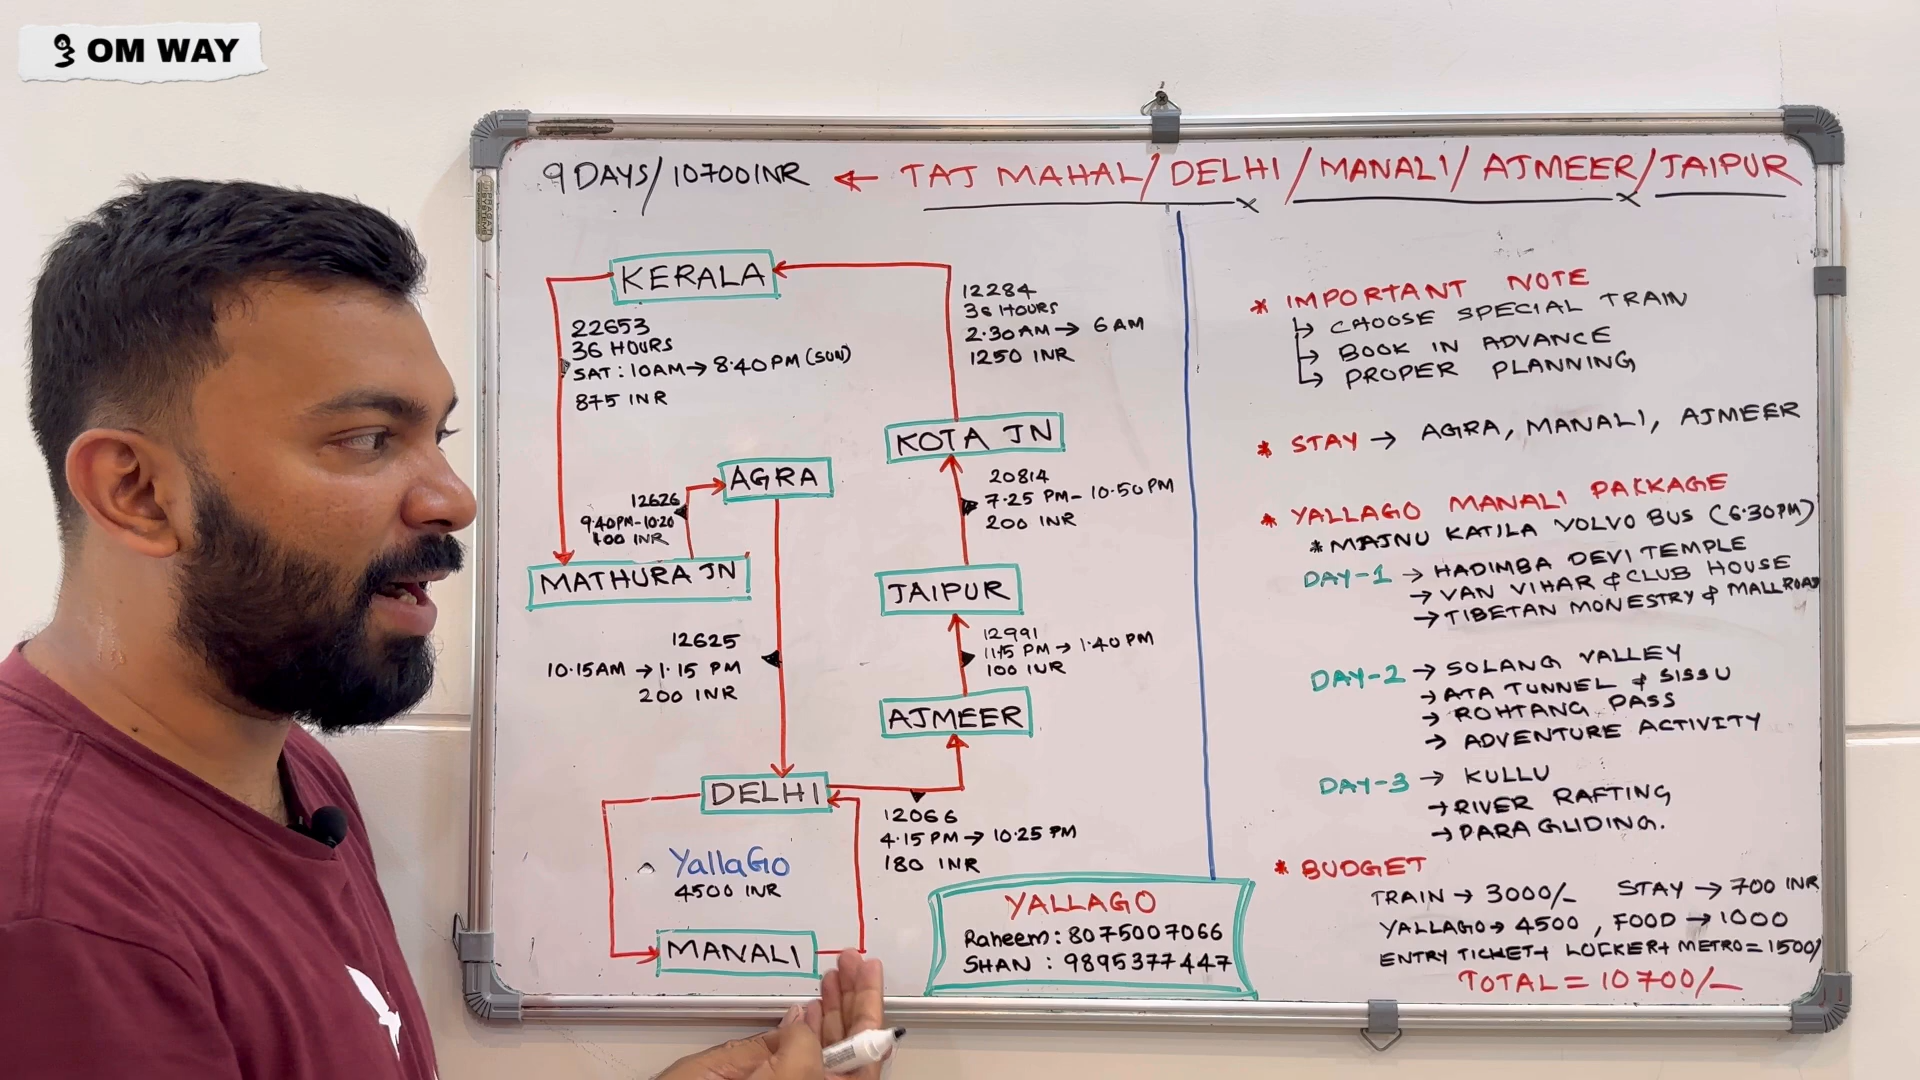 OM WAY
9 DAYS/10700INR ← TAJ MAHAL/DELHI/MANALI/AJMEER/JAIPUR
KERALA
22653
36 HOURS
SAT : 10AM→ 8:40PM (SUN)
875 INR
12284
36 HOURS
2.30AM→ 6AM
1250 INR
KOTA JN
AGRA
12626
9.40PM-10.20
100 INR
MATHURA JN
20814
7.25 PM- 10.50PM
200 INR
JAIPUR
12625
10.15AM → 1.15 PM
200 INR
12991
11.15 PM → 1.40 PM
100 INR
AJMEER
DELHI
12066
4.15 PM → 10.25 PM
180 INR
YallaGo
4500 INR
MANALI
YALLAGO
Raheem: 8075007066
SHAN : 9895377447
* IMPORTANT NOTE
→ CHOOSE SPECIAL TRAIN
→ BOOK IN ADVANCE
→ PROPER PLANNING
* STAY → AGRA, MANALI, AJMEER
* YALLAGO MANALI PACKAGE
* MAJNU KATILA VOLVO BUS (6.30PM)
DAY-1 → HADIMBA DEVI TEMPLE
→ VAN VIHAR & CLUB HOUSE
→ TIBETAN MONESTRY & MALL ROAD
DAY-2 → SOLANG VALLEY
→ ATA TUNNEL & SISSU
→ ROHTANG PASS
→ ADVENTURE ACTIVITY
DAY-3 → KULLU
→ RIVER RAFTING
→ PARA GLIDING.
* BUDGET
TRAIN → 3000/- STAY → 700 INR
YALLAGO→ 4500 , FOOD → 1000
ENTRY TICKET+ LOCKER+ METRO = 1500/
TOTAL = 10700/-